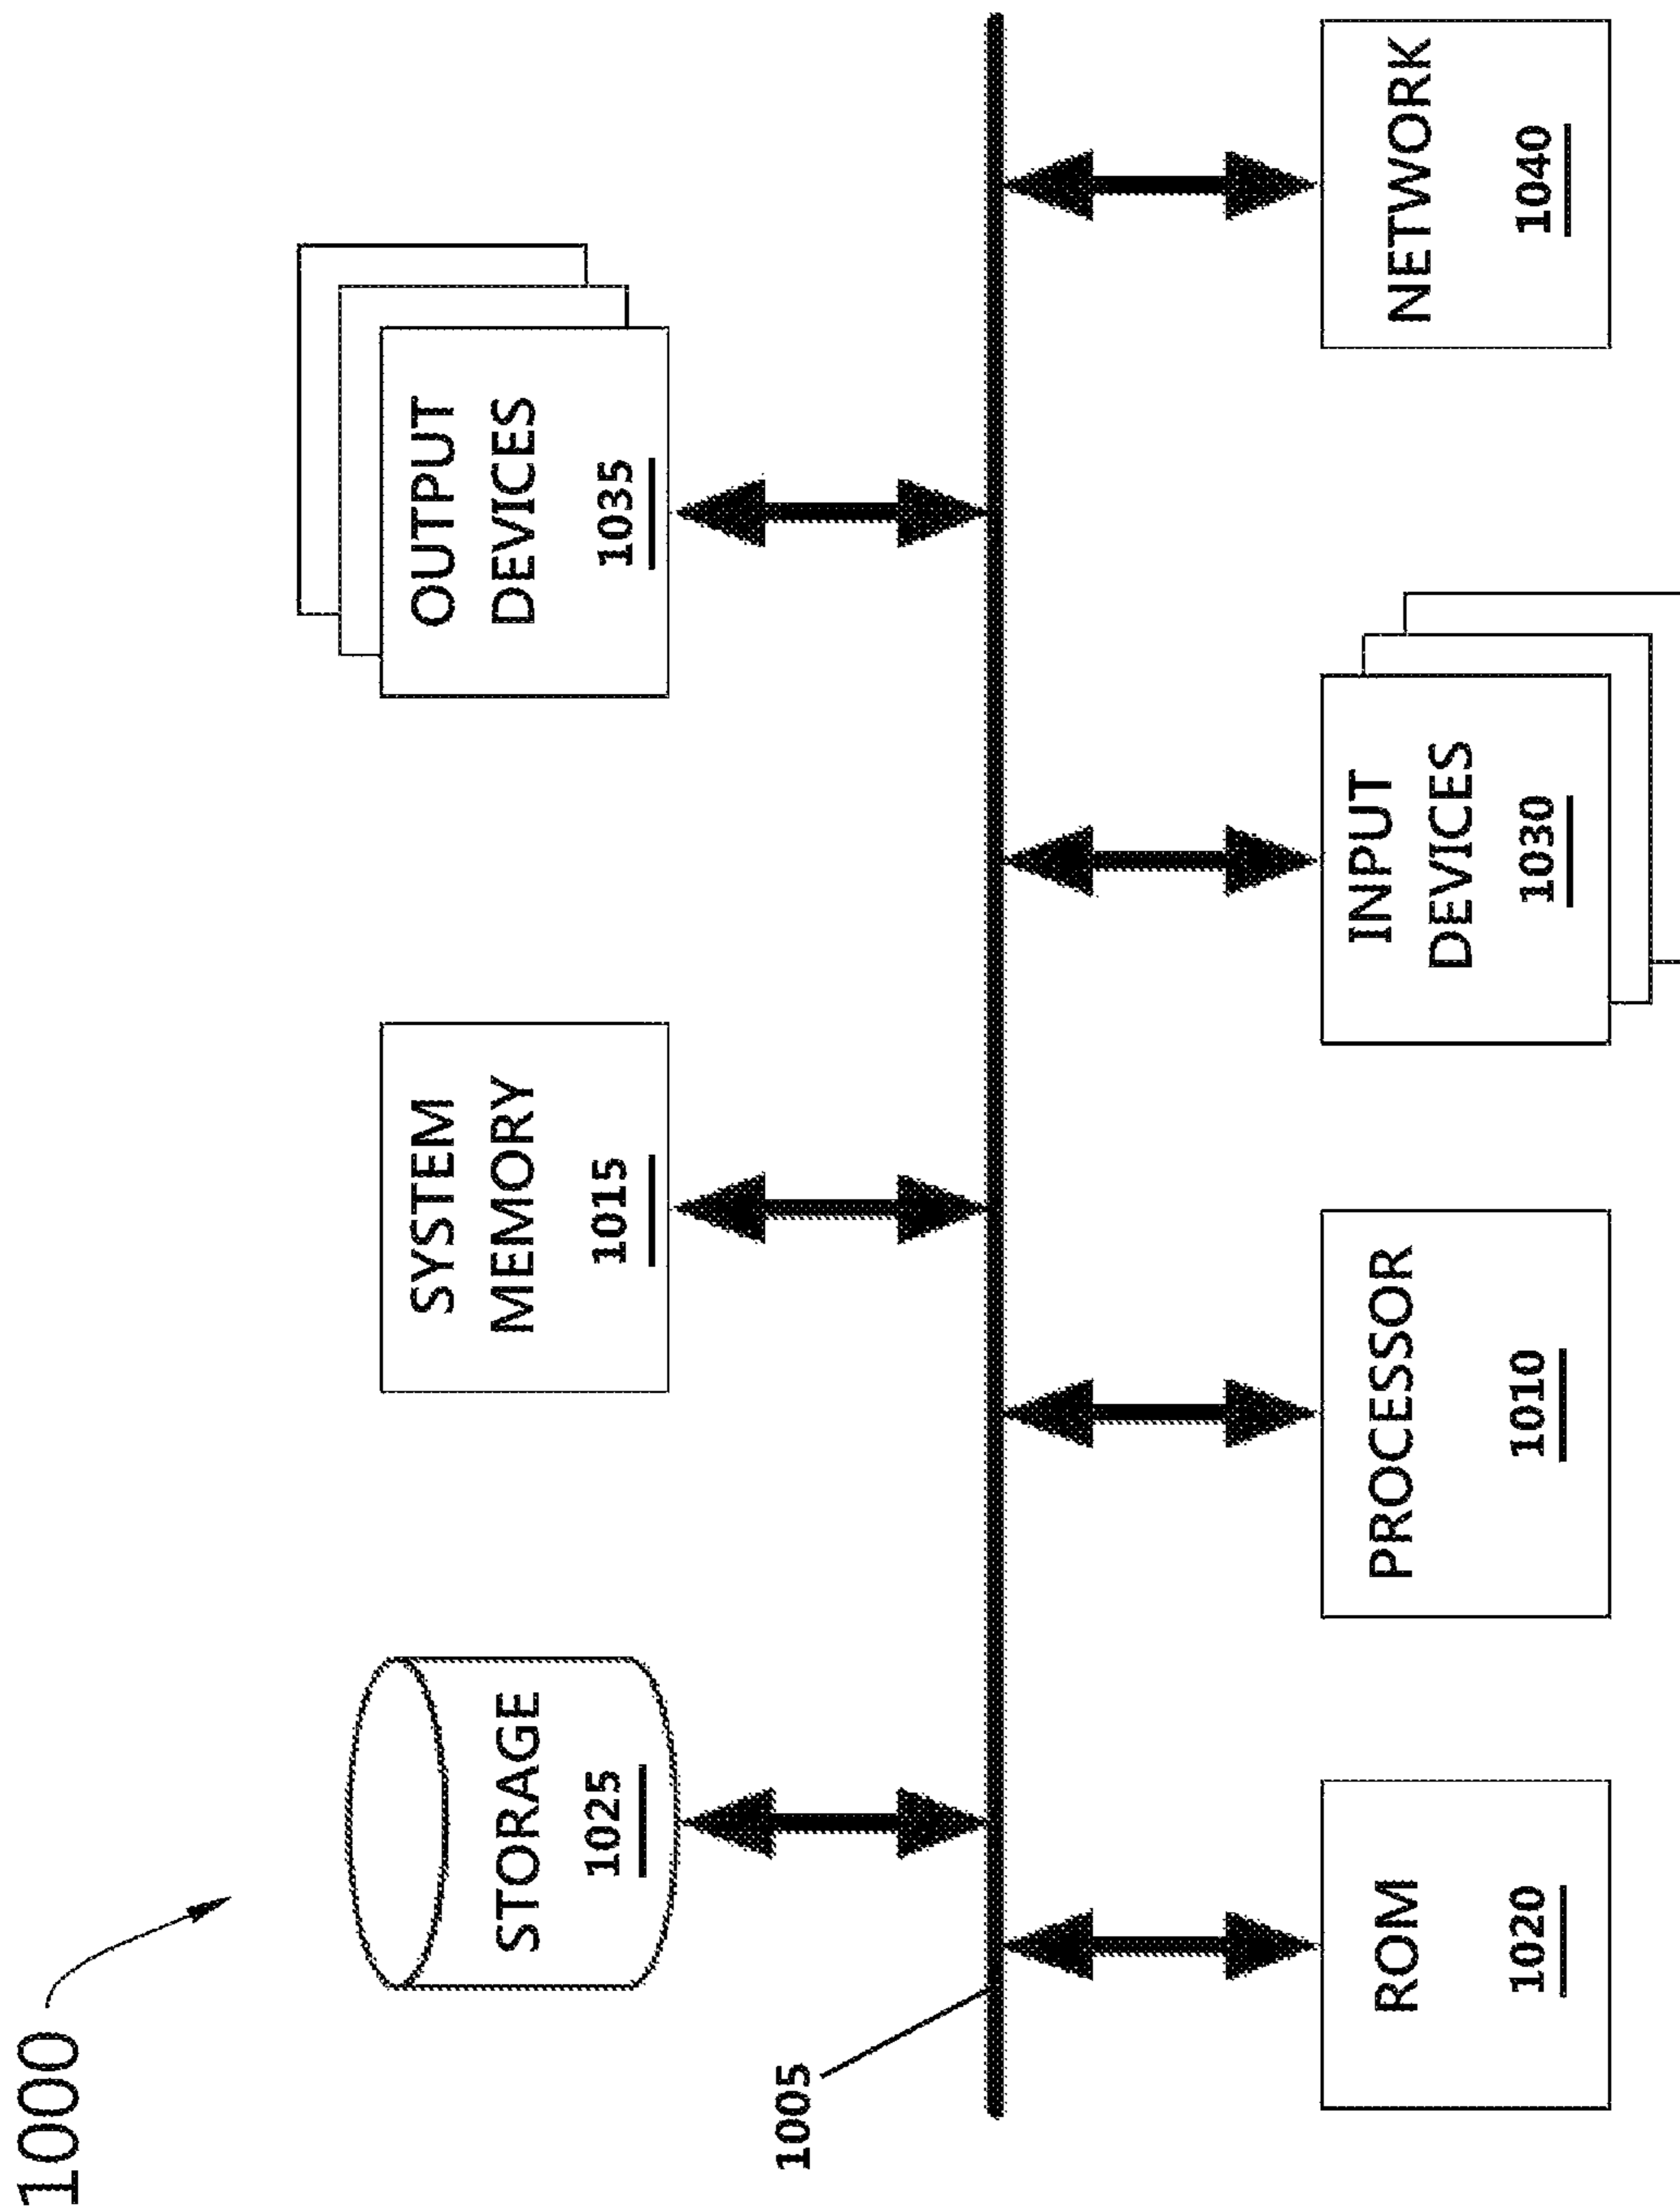 1000
STORAGE
1025
SYSTEM
MEMORY
1015
OUTPUT
DEVICES
1035
1005
ROM
1020
PROCESSOR
1010
INPUT
DEVICES
1030
NETWORK
1040